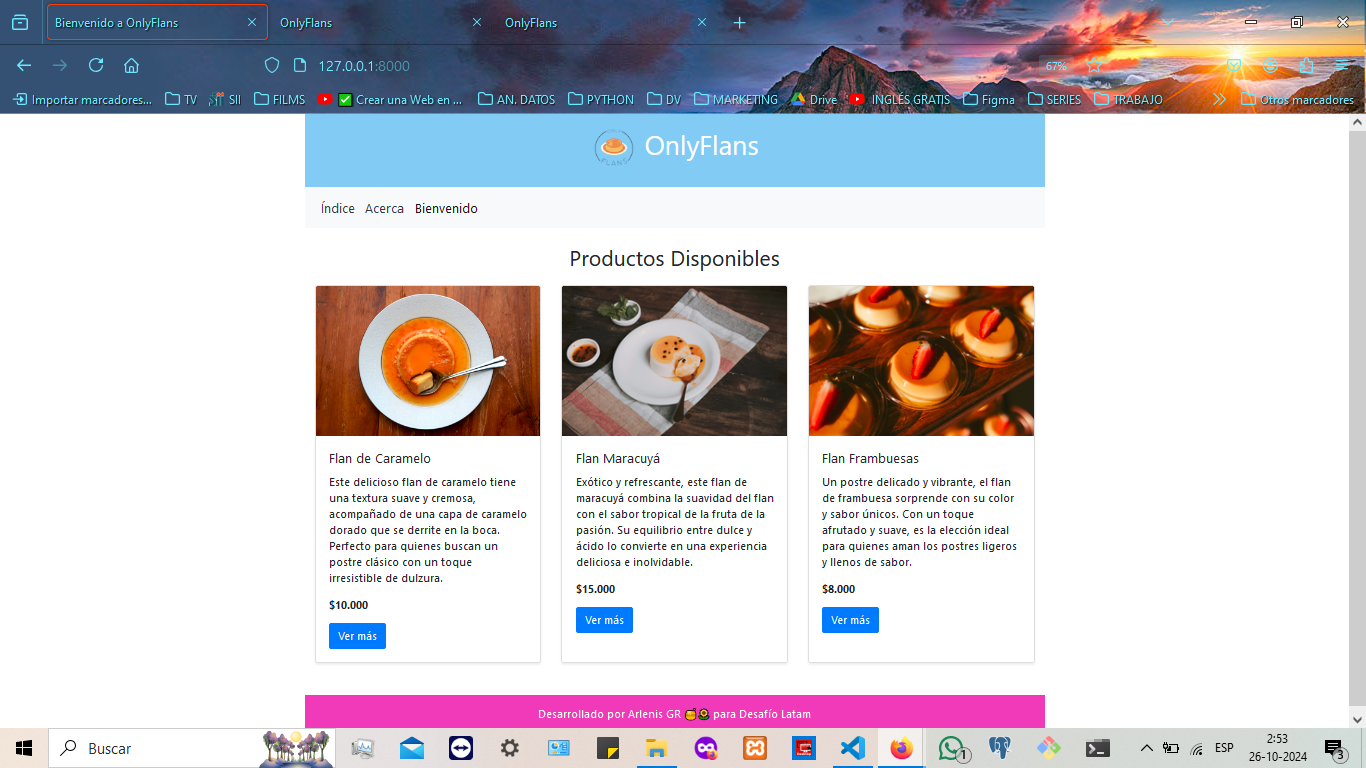 Bienvenido a OnlyFlans
OnlyFlans
OnlyFlans
127.0.0.1:8000
67%
Importar marcadores...
TV
SII
FILMS
Crear una Web en ...
AN. DATOS
PYTHON
DV
MARKETING
Drive
INGLÉS GRATIS
Figma
SERIES
TRABAJO
Otros marcadores
FLANS
OnlyFlans
Índice Acerca Bienvenido
Productos Disponibles
Flan de Caramelo
Este delicioso flan de caramelo tiene
una textura suave y cremosa,
acompañado de una capa de caramelo
dorado que se derrite en la boca.
Perfecto para quienes buscan un
postre clásico con un toque
irresistible de dulzura.
$10.000
Ver más
Flan Maracuyá
Exótico y refrescante, este flan de
maracuyá combina la suavidad del flan
con el sabor tropical de la fruta de la
pasión. Su equilibrio entre dulce y
ácido lo convierte en una experiencia
deliciosa e inolvidable.
$15.000
Ver más
Flan Frambuesas
Un postre delicado y vibrante, el flan
de frambuesa sorprende con su color
y sabor únicos. Con un toque
afrutado y suave, es la elección ideal
para quienes aman los postres ligeros
y llenos de sabor.
$8.000
Ver más
Desarrollado por Arlenis GR 🍯🌻 para Desafío Latam
Buscar
1
ESP
2:53
26-10-2024
3